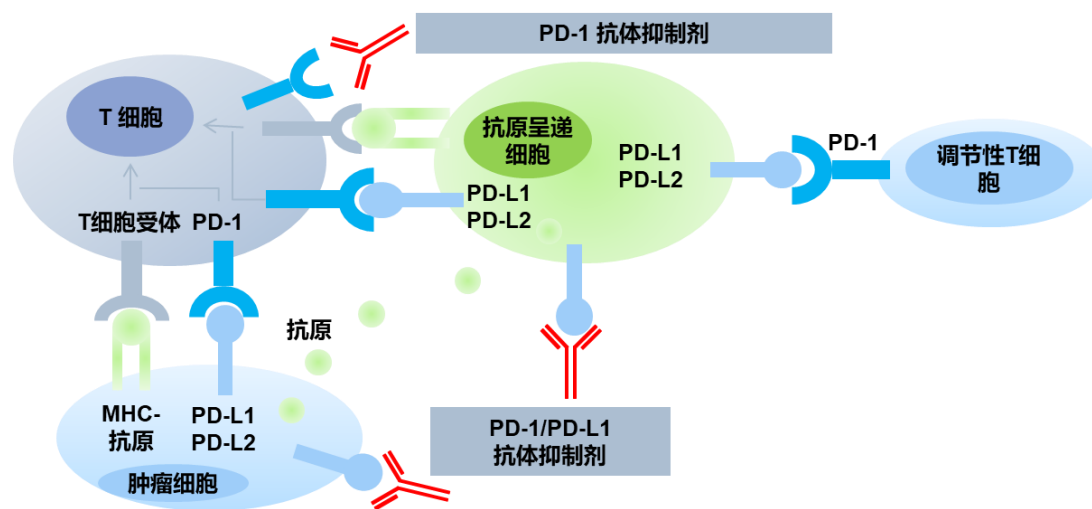 PD-1 抗体抑制剂
T 细胞
抗原呈递
细胞
PD-L1
PD-L2
PD-1
调节性T细
胞
PD-L1
PD-L2
T细胞受体 PD-1
抗原
MHC-
抗原
PD-L1
PD-L2
肿瘤细胞
PD-1/PD-L1
抗体抑制剂